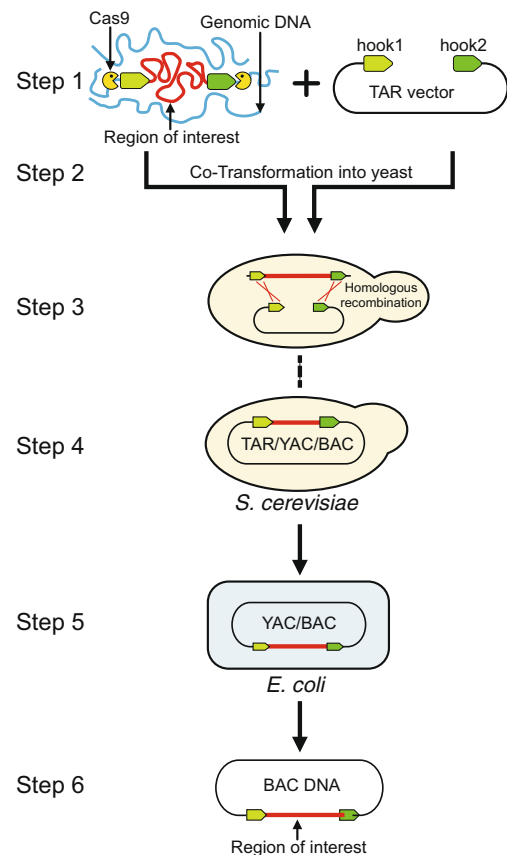 Cas9
Genomic DNA
hook1
hook2
Step 1
TAR vector
Region of interest
Step 2
Co-Transformation into yeast
Step 3
Homologous
recombination
Step 4
TAR/YAC/BAC
S. cerevisiae
Step 5
YAC/BAC
E. coli
Step 6
BAC DNA
Region of interest